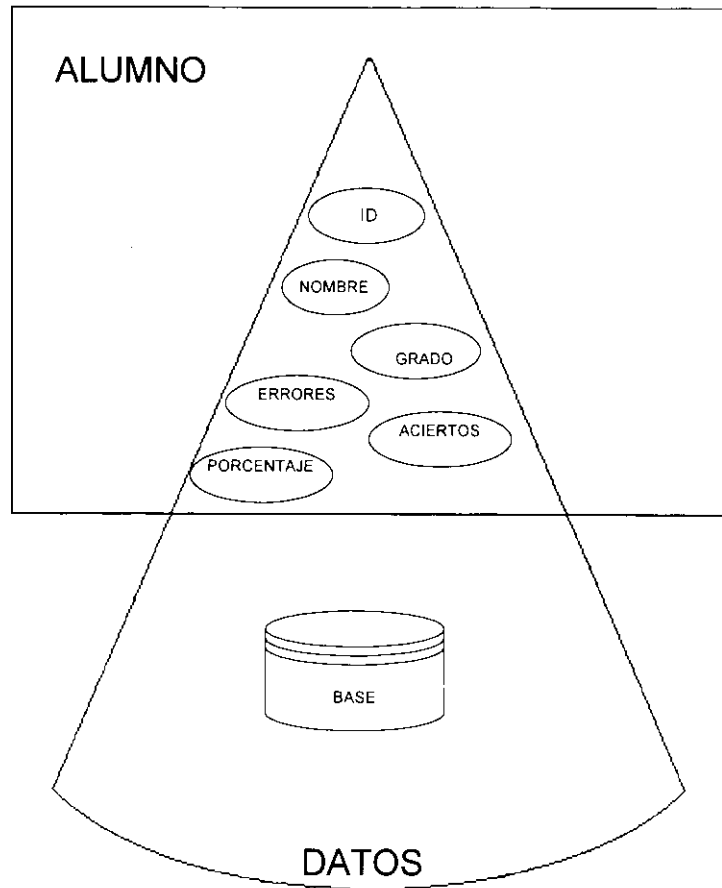 ALUMNO
ID
NOMBRE
GRADO
ERRORES
ACIERTOS
PORCENTAJE
BASE
DATOS